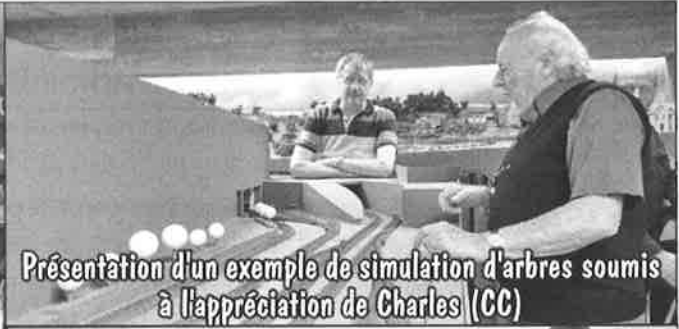 Présentation d'un exemple de simulation d'arbres soumis
à l'appréciation de Charles (CC)